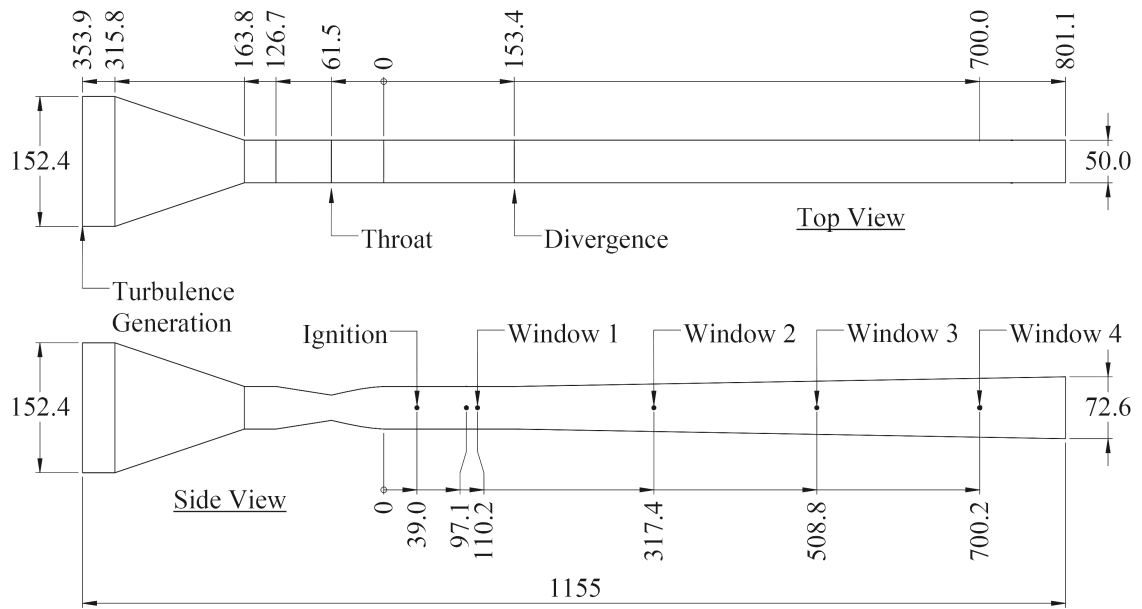 353.9
315.8
163.8
126.7
61.5
0
153.4
700.0
801.1
152.4
50.0
Top View
Throat
Divergence
Turbulence
Generation
Ignition
Window 1
Window 2
Window 3
Window 4
152.4
72.6
Side View
0
39.0
97.1
110.2
317.4
508.8
700.2
1155